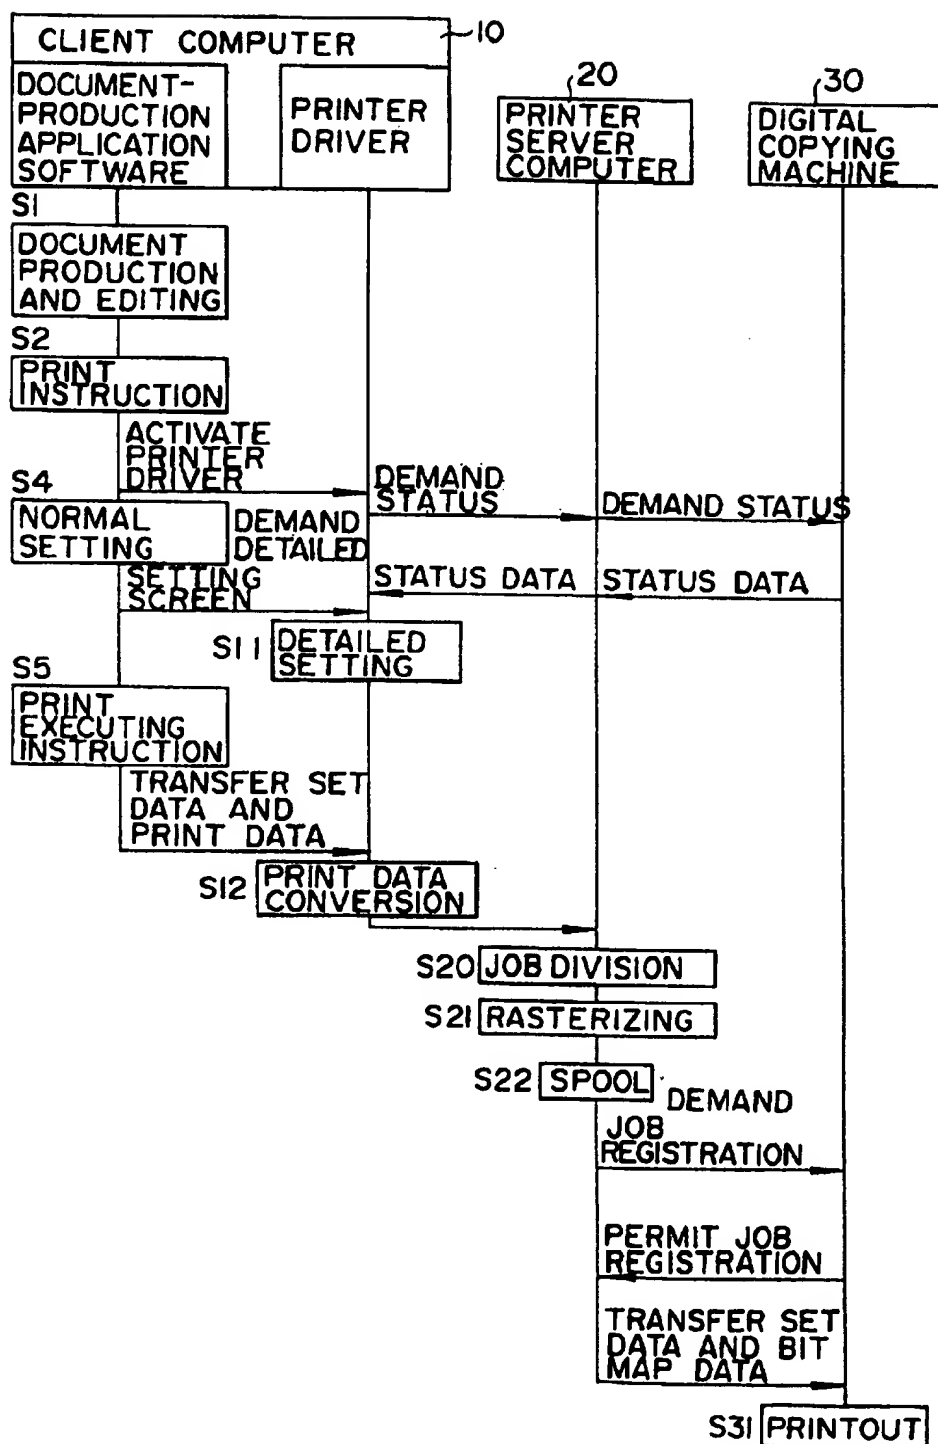 CLIENT COMPUTER
10
DOCUMENT-
PRODUCTION
APPLICATION
SOFTWARE
PRINTER
DRIVER
20
PRINTER
SERVER
COMPUTER
30
DIGITAL
COPYING
MACHINE
S1
DOCUMENT
PRODUCTION
AND EDITING
S2
PRINT
INSTRUCTION
ACTIVATE
PRINTER
DRIVER
DEMAND
STATUS
DEMAND STATUS
S4
NORMAL
SETTING
DEMAND
DETAILED
SETTING
SCREEN
STATUS DATA
STATUS DATA
S11
DETAILED
SETTING
S5
PRINT
EXECUTING
INSTRUCTION
TRANSFER SET
DATA AND
PRINT DATA
S12
PRINT DATA
CONVERSION
S20
JOB DIVISION
S21
RASTERIZING
S22
SPOOL
DEMAND
JOB
REGISTRATION
PERMIT JOB
REGISTRATION
TRANSFER SET
DATA AND BIT
MAP DATA
S31
PRINTOUT